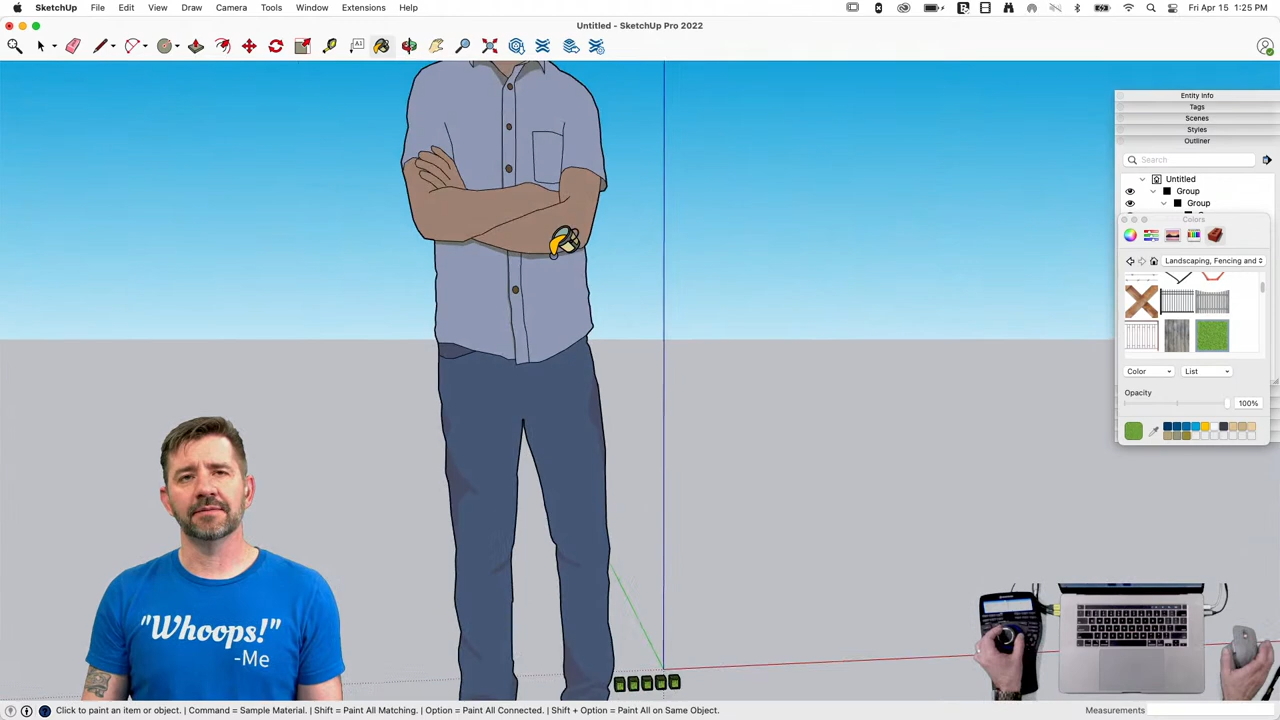 SketchUp File Edit View Draw Camera Tools Window Extensions Help Fri Apr 15 1:25 PM
Untitled - SketchUp Pro 2022
Entity Info
Tags
Scenes
Styles
Outliner
Search
Untitled
Group
Group
Colors
Landscaping, Fencing and
Color List
Opacity
100%
"Whoops!"
-Me
Click to paint an item or object. | Command = Sample Material. | Shift = Paint All Matching. | Option = Paint All Connected. | Shift + Option = Paint All on Same Object. Measurements